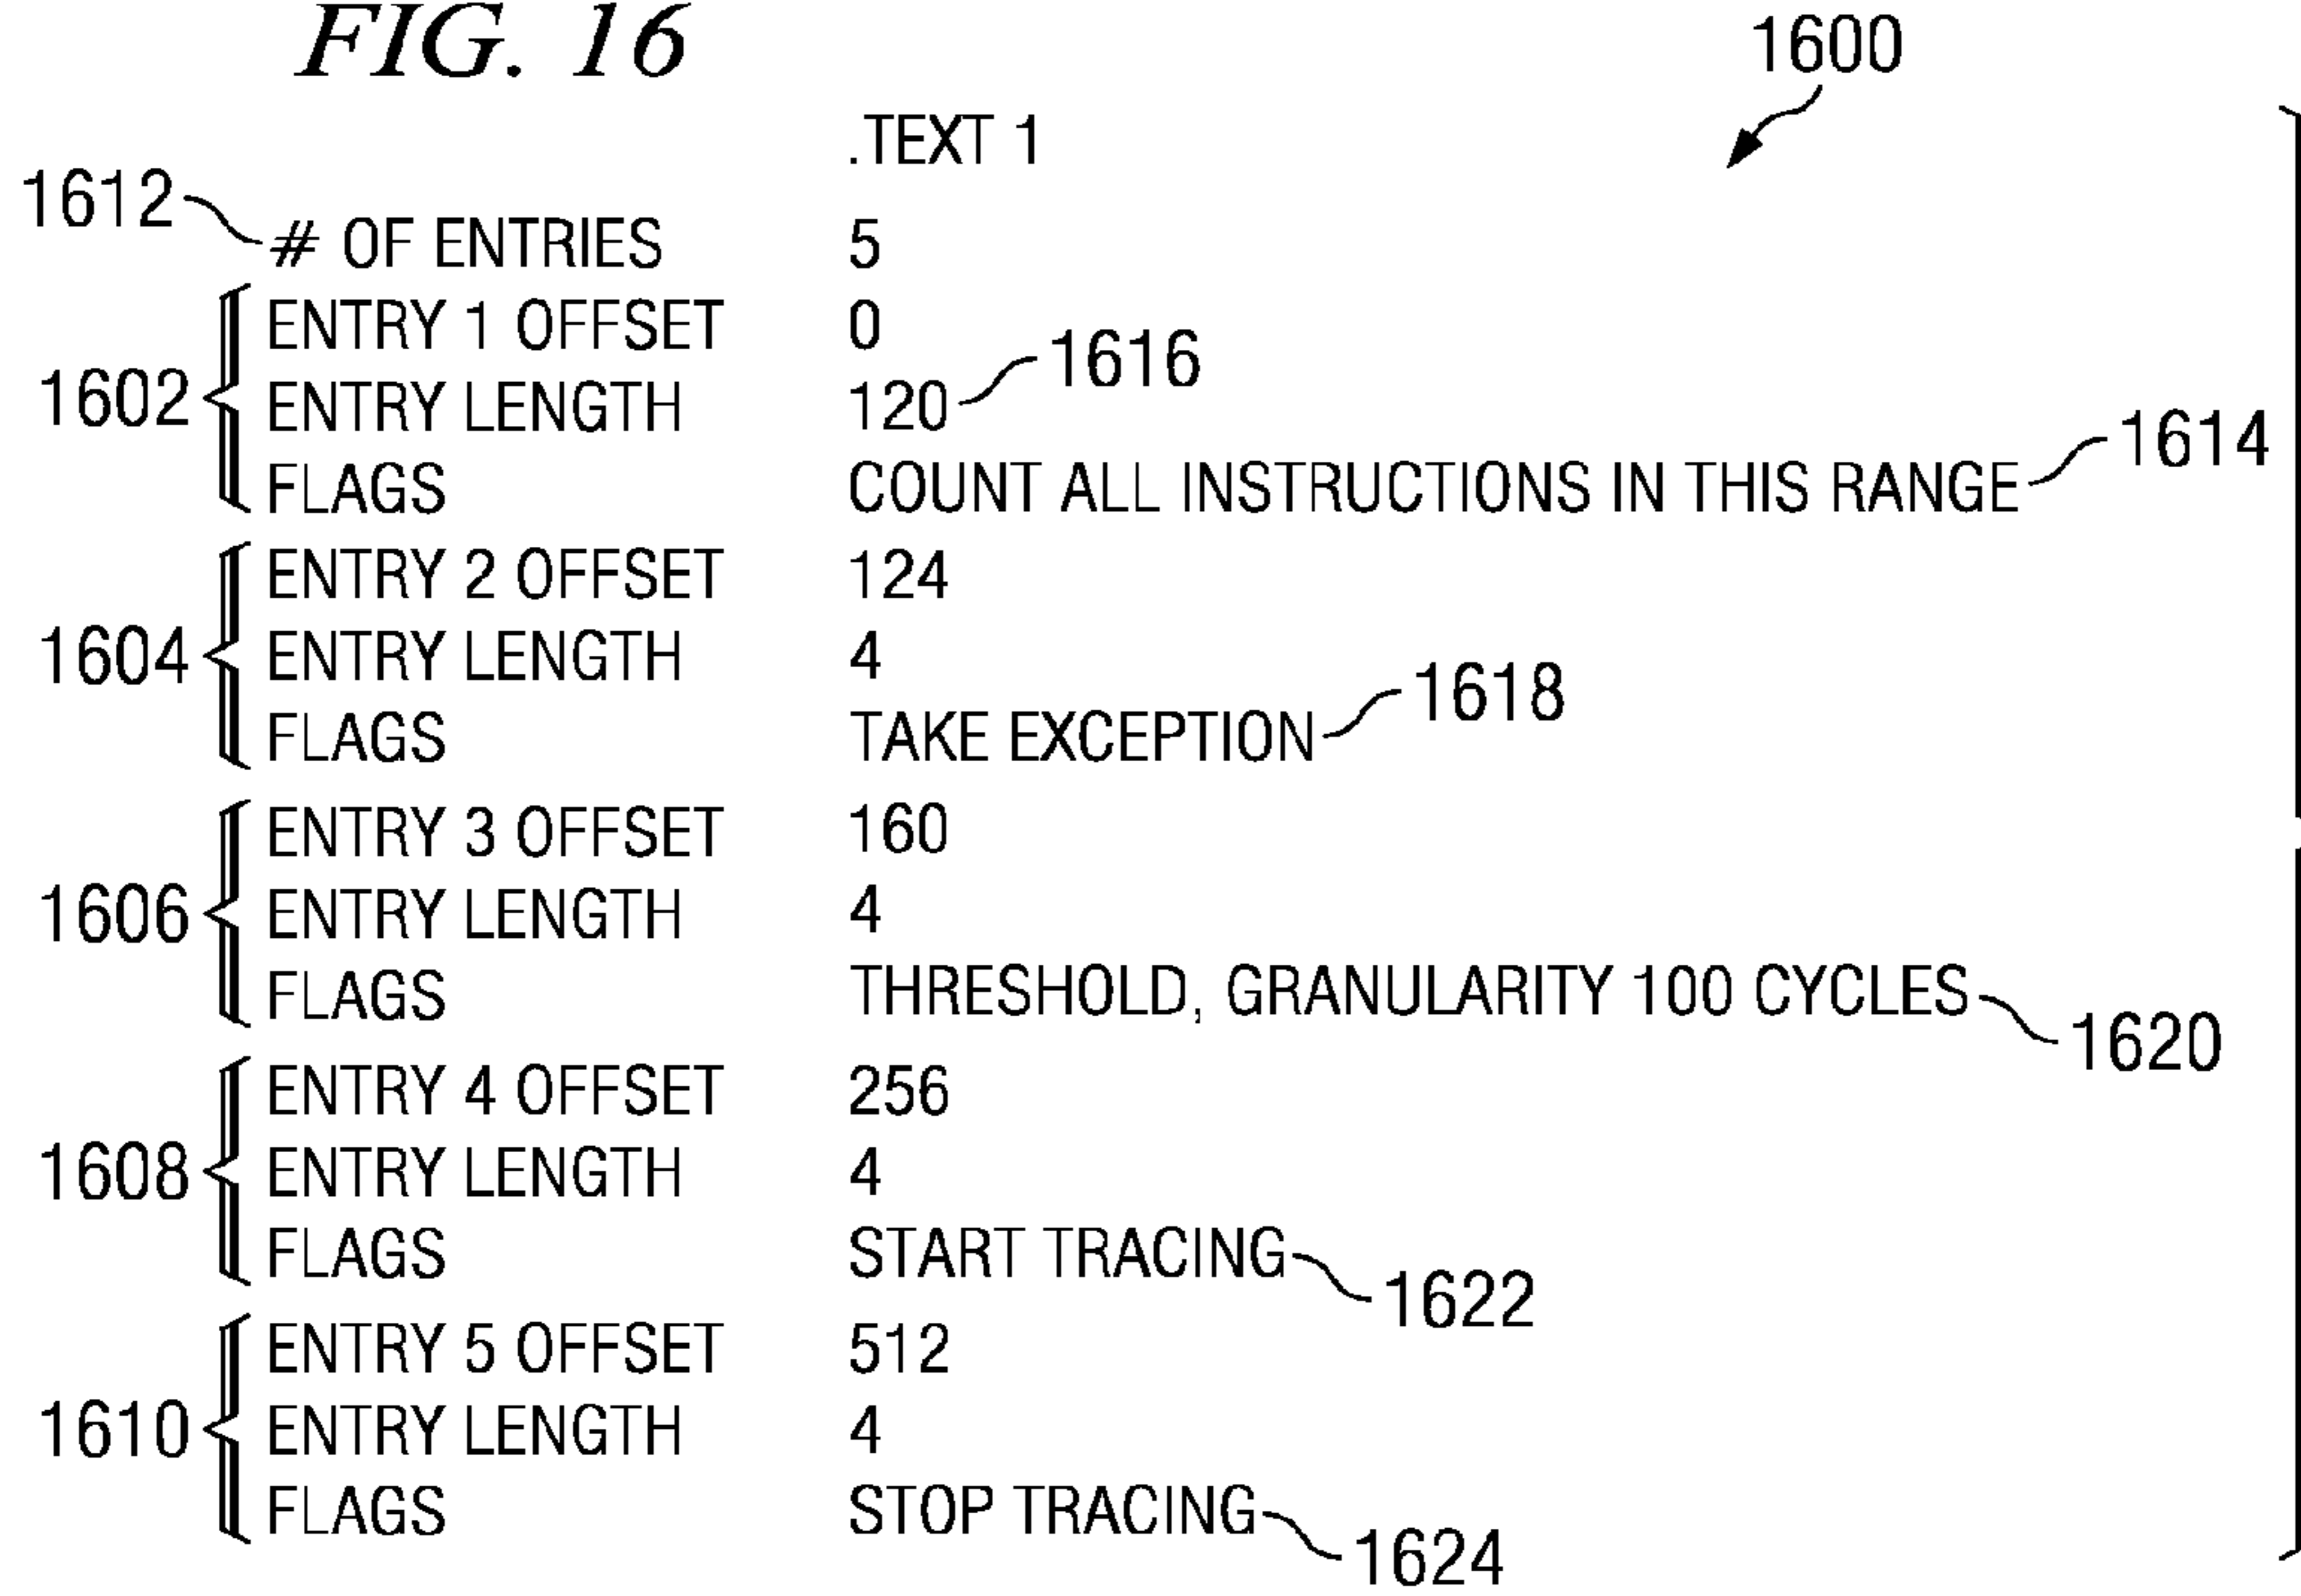 FIG. 16
1600
.TEXT 1
1612
# OF ENTRIES 5
ENTRY 1 OFFSET 0
1616
1602 ENTRY LENGTH 120
1614
FLAGS COUNT ALL INSTRUCTIONS IN THIS RANGE
ENTRY 2 OFFSET 124
1604 ENTRY LENGTH 4
1618
FLAGS TAKE EXCEPTION
ENTRY 3 OFFSET 160
1606 ENTRY LENGTH 4
FLAGS THRESHOLD, GRANULARITY 100 CYCLES
1620
ENTRY 4 OFFSET 256
1608 ENTRY LENGTH 4
FLAGS START TRACING
1622
ENTRY 5 OFFSET 512
1610 ENTRY LENGTH 4
FLAGS STOP TRACING
1624